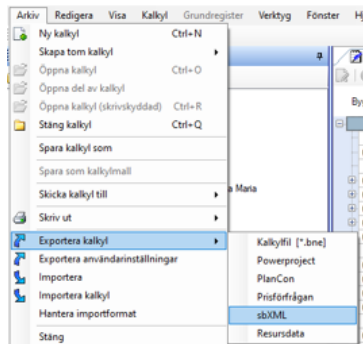 Arkiv Redigera Visa Kalkyl Grundregister Verktyg Fönster
Ny kalkyl Ctrl+N
Skapa tom kalkyl
Öppna kalkyl Ctrl+O
Öppna del av kalkyl
Öppna kalkyl (skrivskyddad) Ctrl+R
Stäng kalkyl Ctrl+Q
Spara kalkyl som
Spara som kalkylmall
Skicka kalkyl till
a Maria
Skriv ut
Exportera kalkyl
Kalkylfil [*.bne]
Exportera användarinställningar
Powerproject
Importera
PlanCon
Importera kalkyl
Prisförfrågan
Hantera importformat
sbXML
Stäng
Resursdata